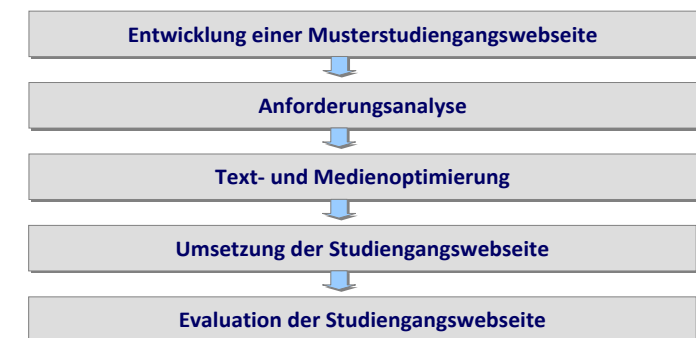 Entwicklung einer Musterstudiengangswebseite
Anforderungsanalyse
Text- und Medienoptimierung
Umsetzung der Studiengangswebseite
Evaluation der Studiengangswebseite